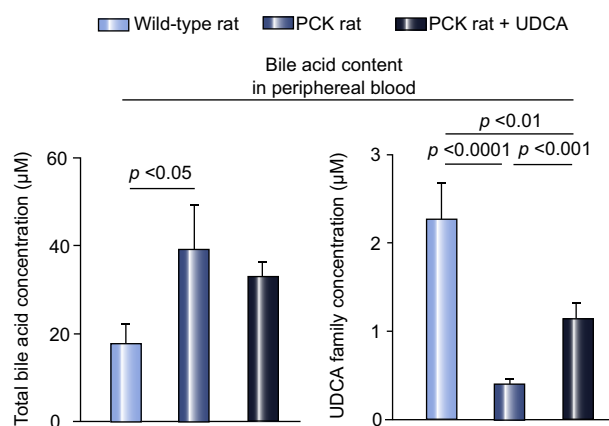 Wild-type rat PCK rat PCK rat + UDCA
Bile acid content
in periphereal blood
Total bile acid concentration (µM)
60
40
20
0
p <0.05
UDCA family concentration (µM)
3
2
1
0
p <0.01
p <0.0001 p <0.001